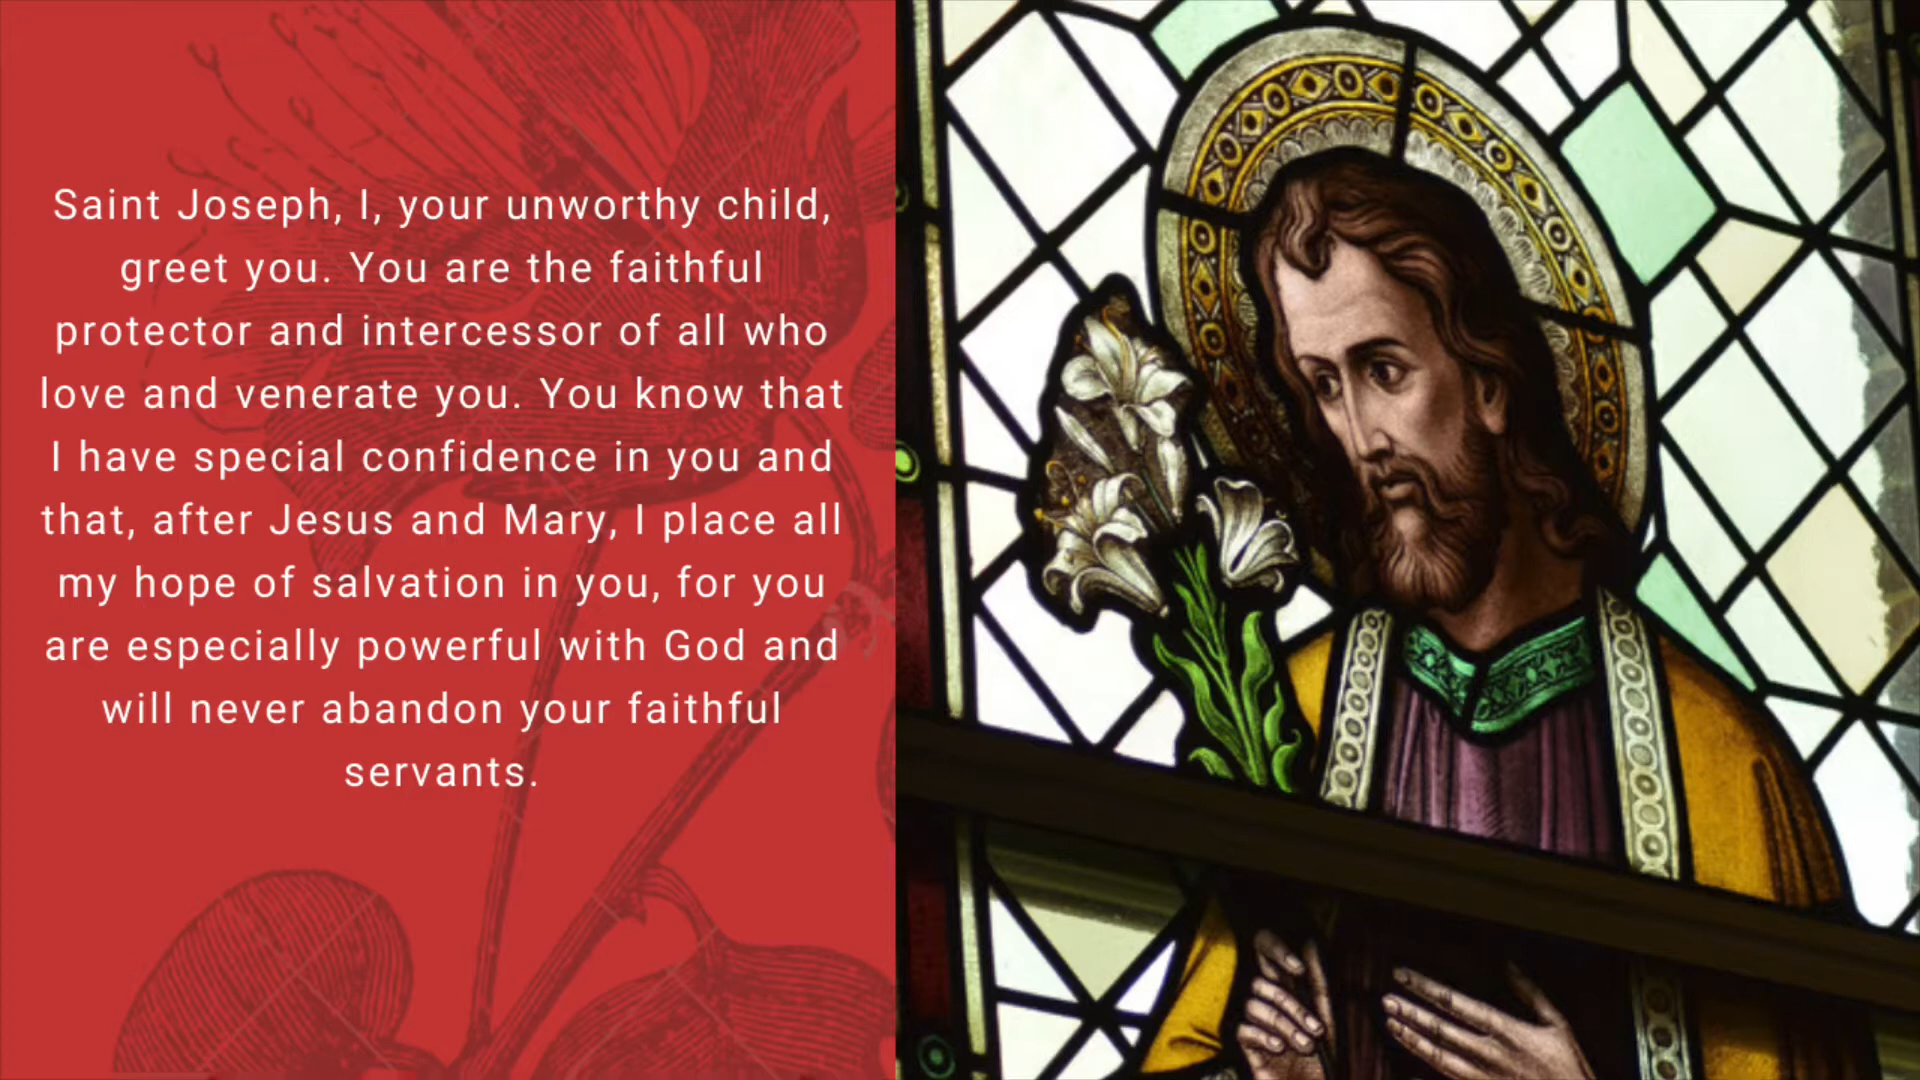 Saint Joseph, I, your unworthy child,
greet you. You are the faithful
protector and intercessor of all who
love and venerate you. You know that
I have special confidence in you and
that, after Jesus and Mary, I place all
my hope of salvation in you, for you
are especially powerful with God and
will never abandon your faithful
servants.